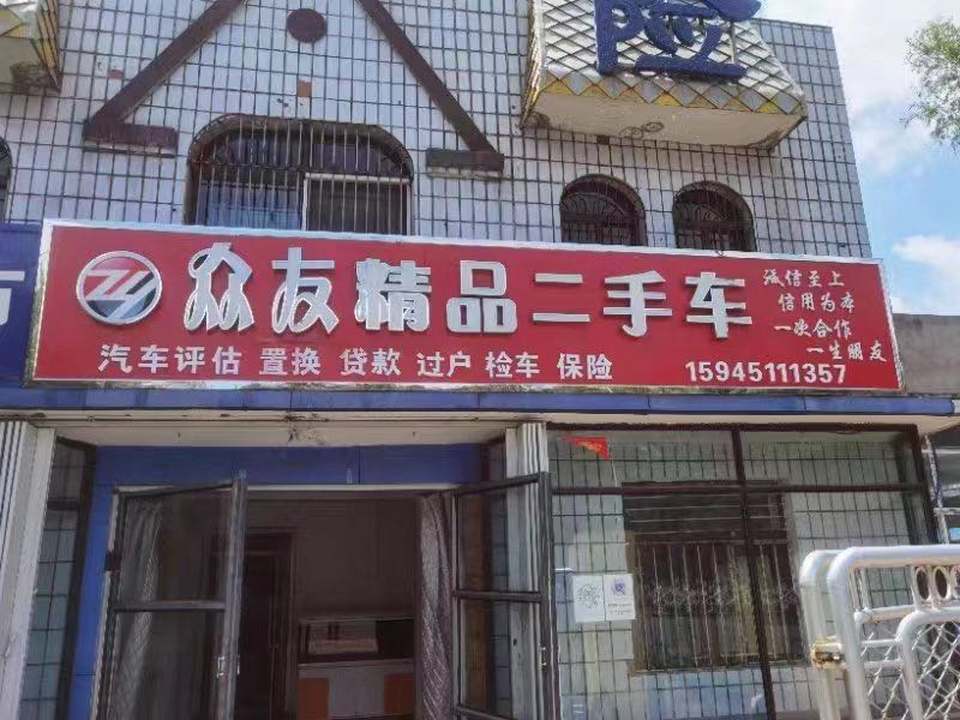 险
ZY
众友精品二手车
诚信至上
信用为本
一次合作
一生朋友
汽车评估 置换 贷款 过户 检车 保险
15945111357